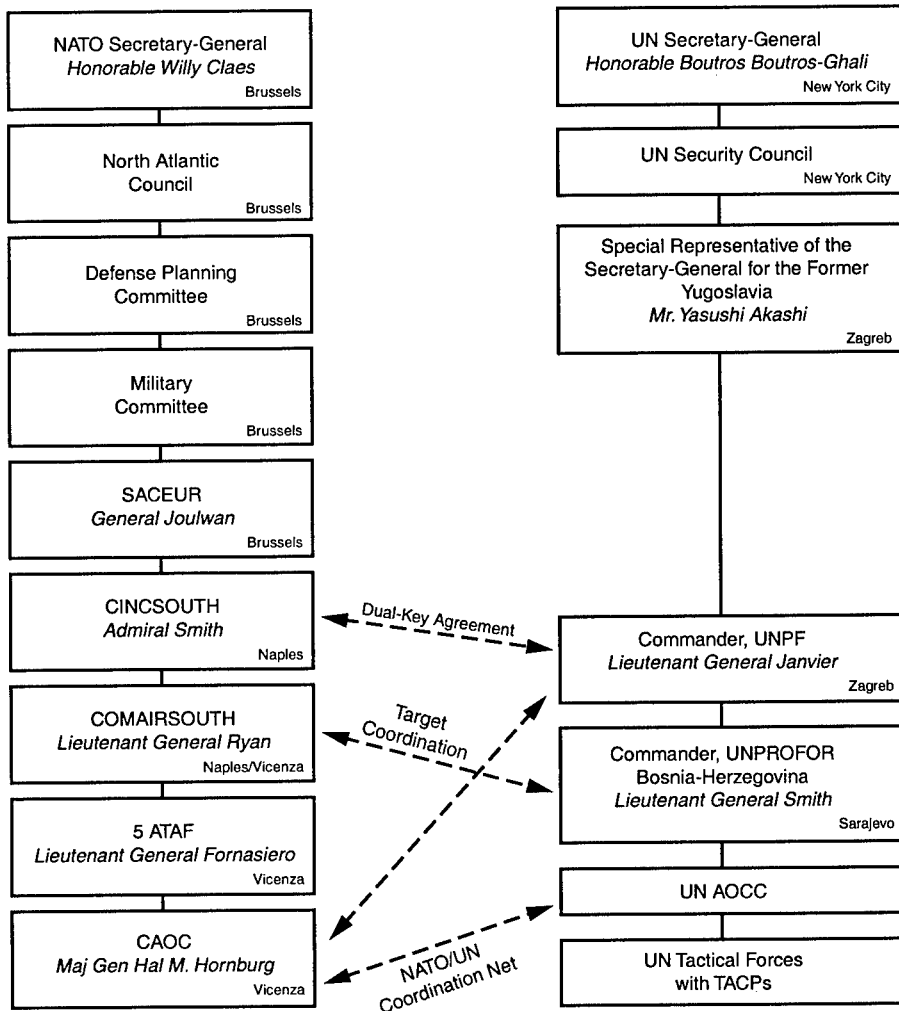 NATO Secretary-General
Honorable Willy Claes
Brussels
North Atlantic
Council
Brussels
Defense Planning
Committee
Brussels
Military
Committee
Brussels
SACEUR
General Joulwan
Brussels
CINCSOUTH
Admiral Smith
Naples
COMAIRSOUTH
Lieutenant General Ryan
Naples/Vicenza
5 ATAF
Lieutenant General Fornasiero
Vicenza
CAOC
Maj Gen Hal M. Hornburg
Vicenza
Dual-Key Agreement
Target
Coordination
NATO/UN
Coordination Net
UN Secretary-General
Honorable Boutros Boutros-Ghali
New York City
UN Security Council
New York City
Special Representative of the
Secretary-General for the Former
Yugoslavia
Mr. Yasushi Akashi
Zagreb
Commander, UNPF
Lieutenant General Janvier
Zagreb
Commander, UNPROFOR
Bosnia-Herzegovina
Lieutenant General Smith
Sarajevo
UN AOCC
UN Tactical Forces
with TACPs